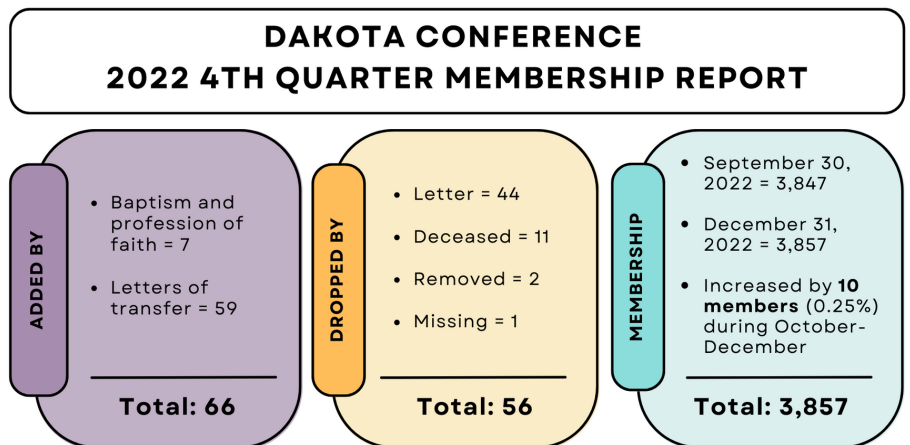 DAKOTA CONFERENCE
2022 4TH QUARTER MEMBERSHIP REPORT
ADDED BY
• Baptism and
profession of
faith = 7
• Letters of
transfer = 59
Total: 66
DROPPED BY
• Letter = 44
• Deceased = 11
• Removed = 2
• Missing = 1
Total: 56
MEMBERSHIP
• September 30,
2022 = 3,847
• December 31,
2022 = 3,857
• Increased by 10
members (0.25%)
during October-
December
Total: 3,857